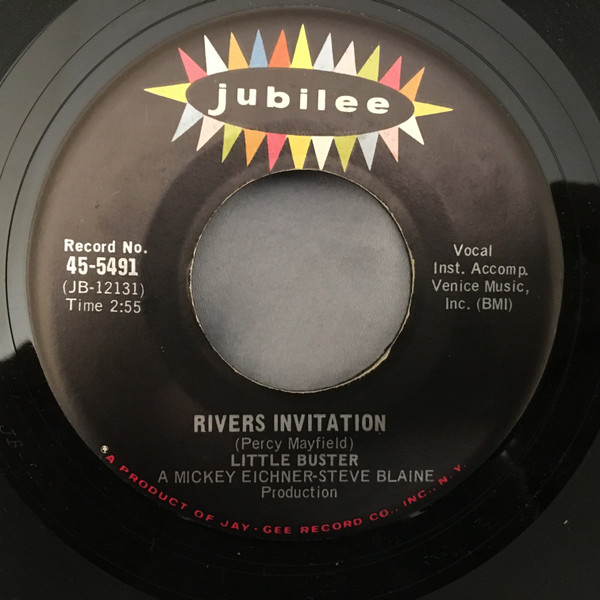 jubilee
Record No.
45-5491
(JB-12131)
Time 2:55
Vocal
Inst. Accomp.
Venice Music,
Inc. (BMI)
RIVERS INVITATION
(Percy Mayfield)
LITTLE BUSTER
A MICKEY EICHNER-STEVE BLAINE
Production
*A PRODUCT OF JAY-GEE RECORD CO., INC., N. Y.